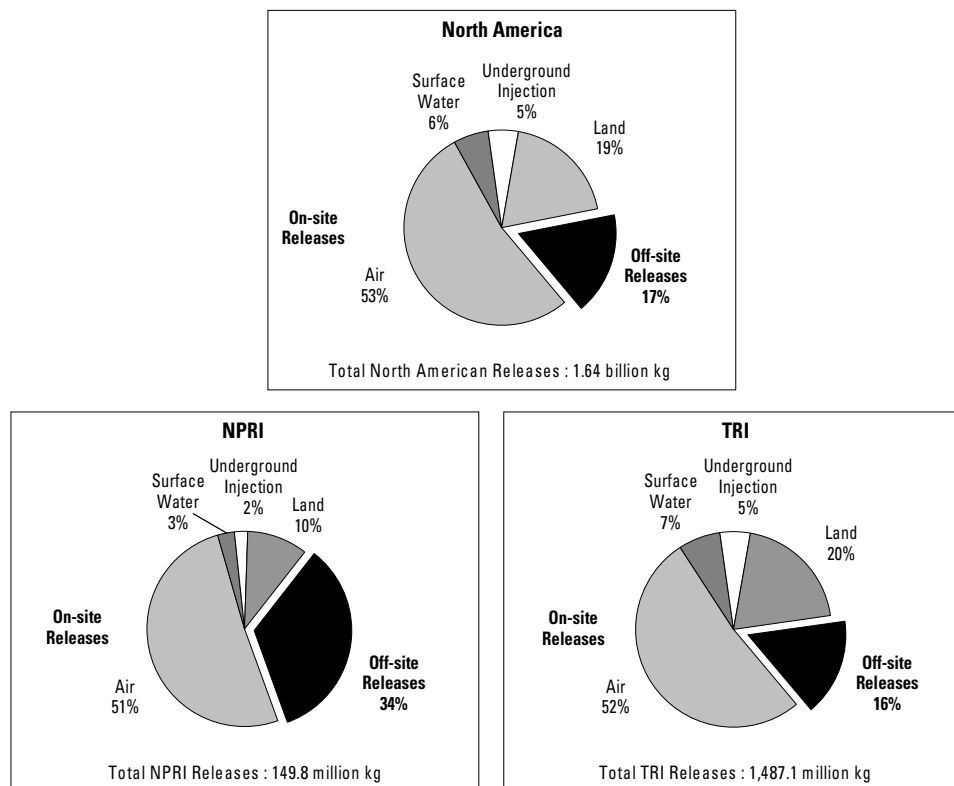 North America
Surface
Water
6%
Underground
Injection
5%
Land
19%
On-site
Releases
Air
53%
Off-site
Releases
17%
Total North American Releases : 1.64 billion kg
NPRI
Surface
Water
3%
Underground
Injection
2%
Land
10%
On-site
Releases
Air
51%
Off-site
Releases
34%
Total NPRI Releases : 149.8 million kg
TRI
Surface
Water
7%
Underground
Injection
5%
Land
20%
On-site
Releases
Air
52%
Off-site
Releases
16%
Total TRI Releases : 1,487.1 million kg